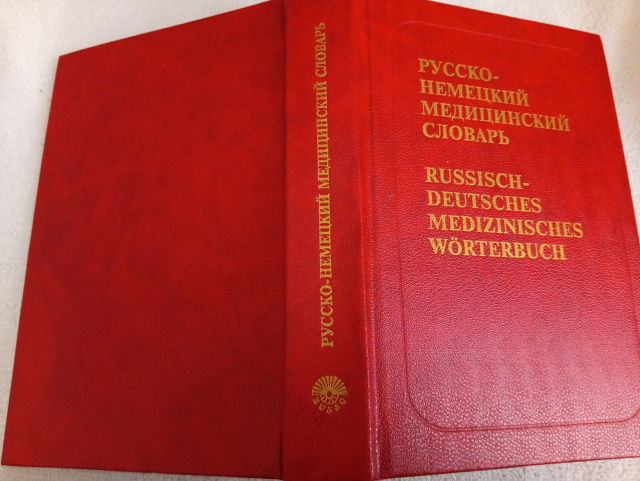 РУССКО-НЕМЕЦКИЙ МЕДИЦИНСКИЙ СЛОВАРЬ
РУССКО-
НЕМЕЦКИЙ
МЕДИЦИНСКИЙ
СЛОВАРЬ
RUSSISCH-
DEUTSCHES
MEDIZINISCHES
WÖRTERBUCH